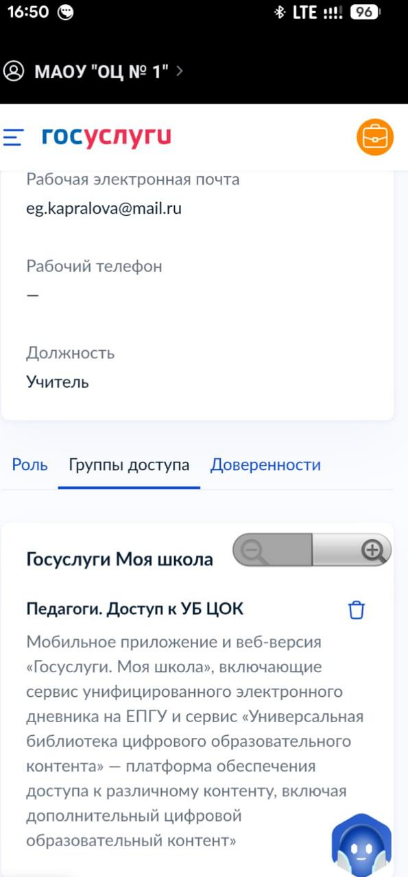 16:50 LTE 96
МАОУ "ОЦ № 1"
госуслуги
Рабочая электронная почта
eg.kapralova@mail.ru
Рабочий телефон
—
Должность
Учитель
Роль Группы доступа Доверенности
Госуслуги Моя школа
Педагоги. Доступ к УБ ЦОК
Мобильное приложение и веб-версия
«Госуслуги. Моя школа», включающие
сервис унифицированного электронного
дневника на ЕПГУ и сервис «Универсальная
библиотека цифрового образовательного
контента» — платформа обеспечения
доступа к различному контенту, включая
дополнительный цифровой
образовательный контент»